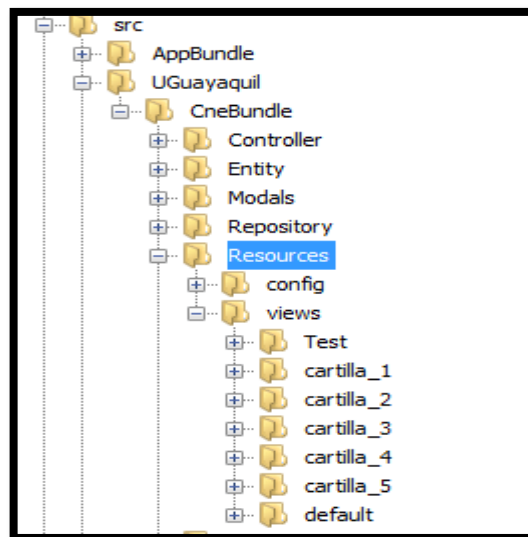 src
AppBundle
UGuayaquil
CneBundle
Controller
Entity
Modals
Repository
Resources
config
views
Test
cartilla_1
cartilla_2
cartilla_3
cartilla_4
cartilla_5
default